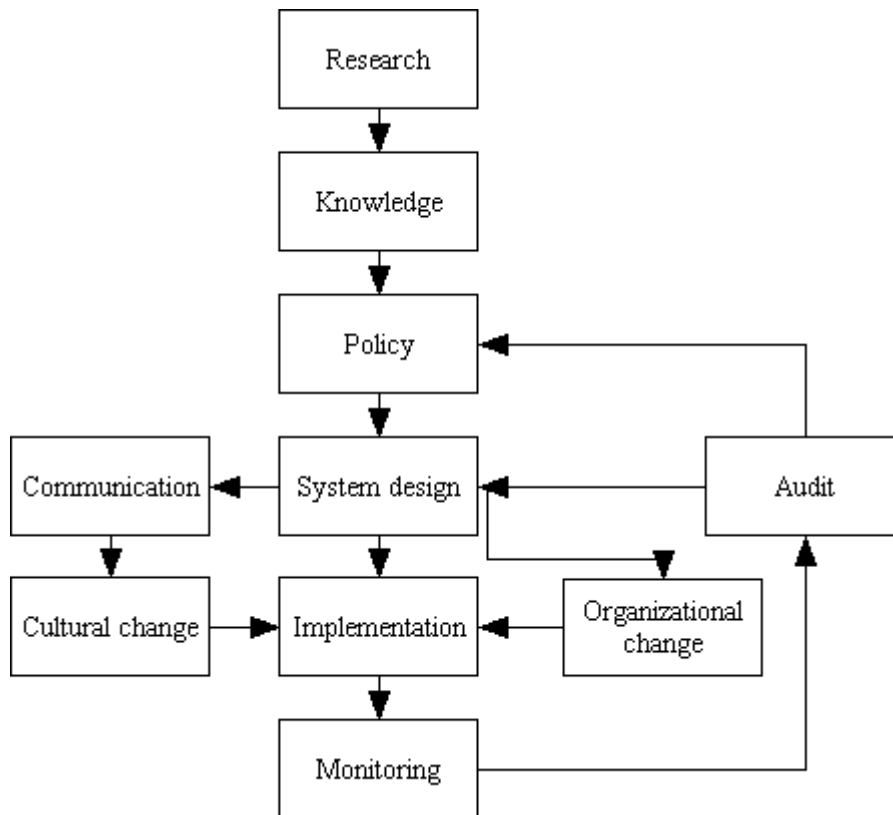 Research
Knowledge
Policy
Communication
System design
Audit
Cultural change
Implementation
Organizational
change
Monitoring